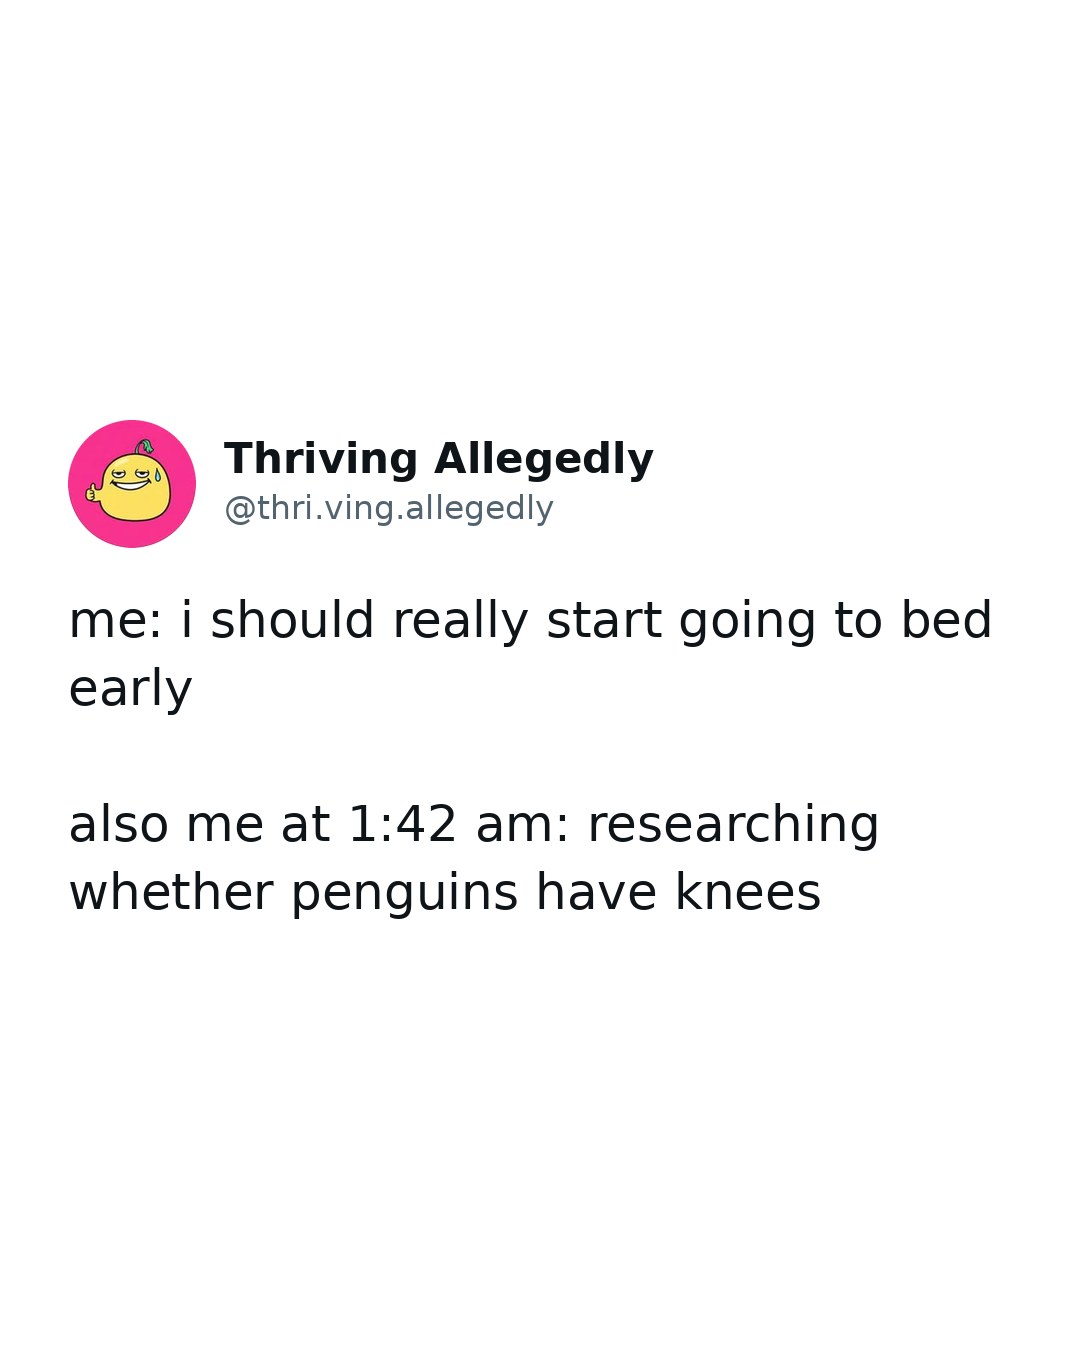 Thriving Allegedly
@thri.ving.allegedly
me: i should really start going to bed
early
also me at 1:42 am: researching
whether penguins have knees